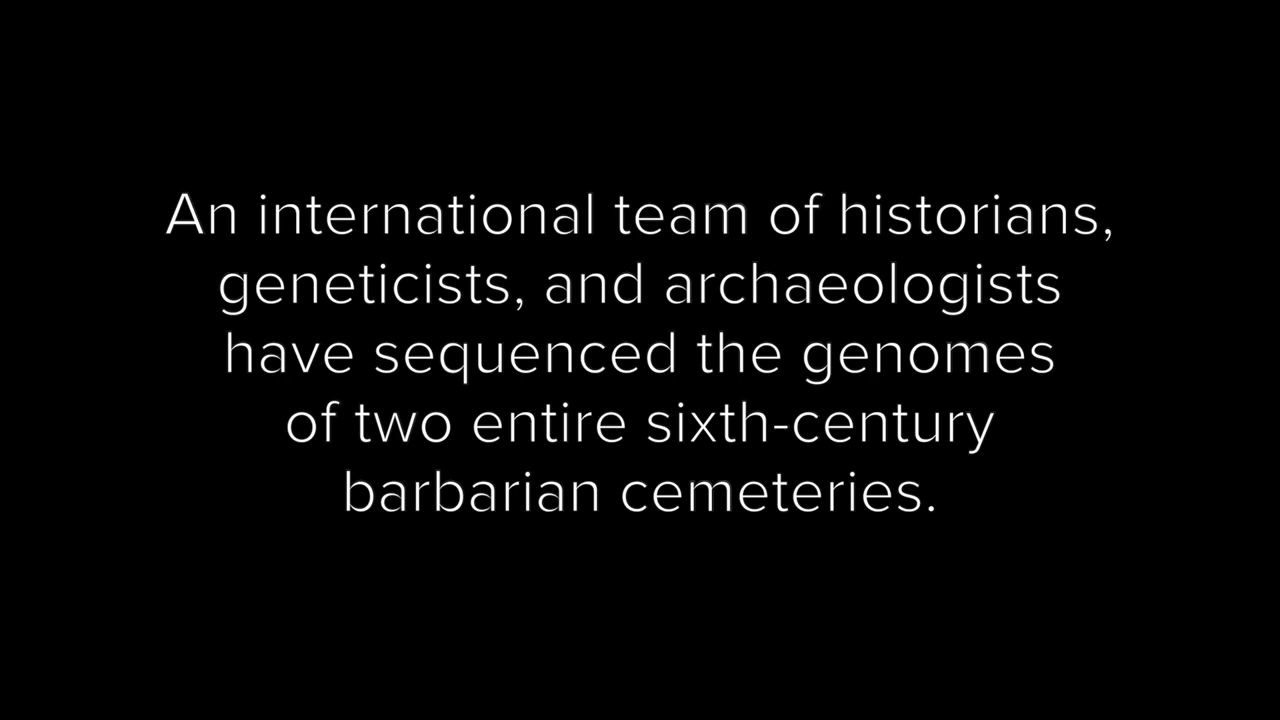 An international team of historians,
geneticists, and archaeologists
have sequenced the genomes
of two entire sixth-century
barbarian cemeteries.